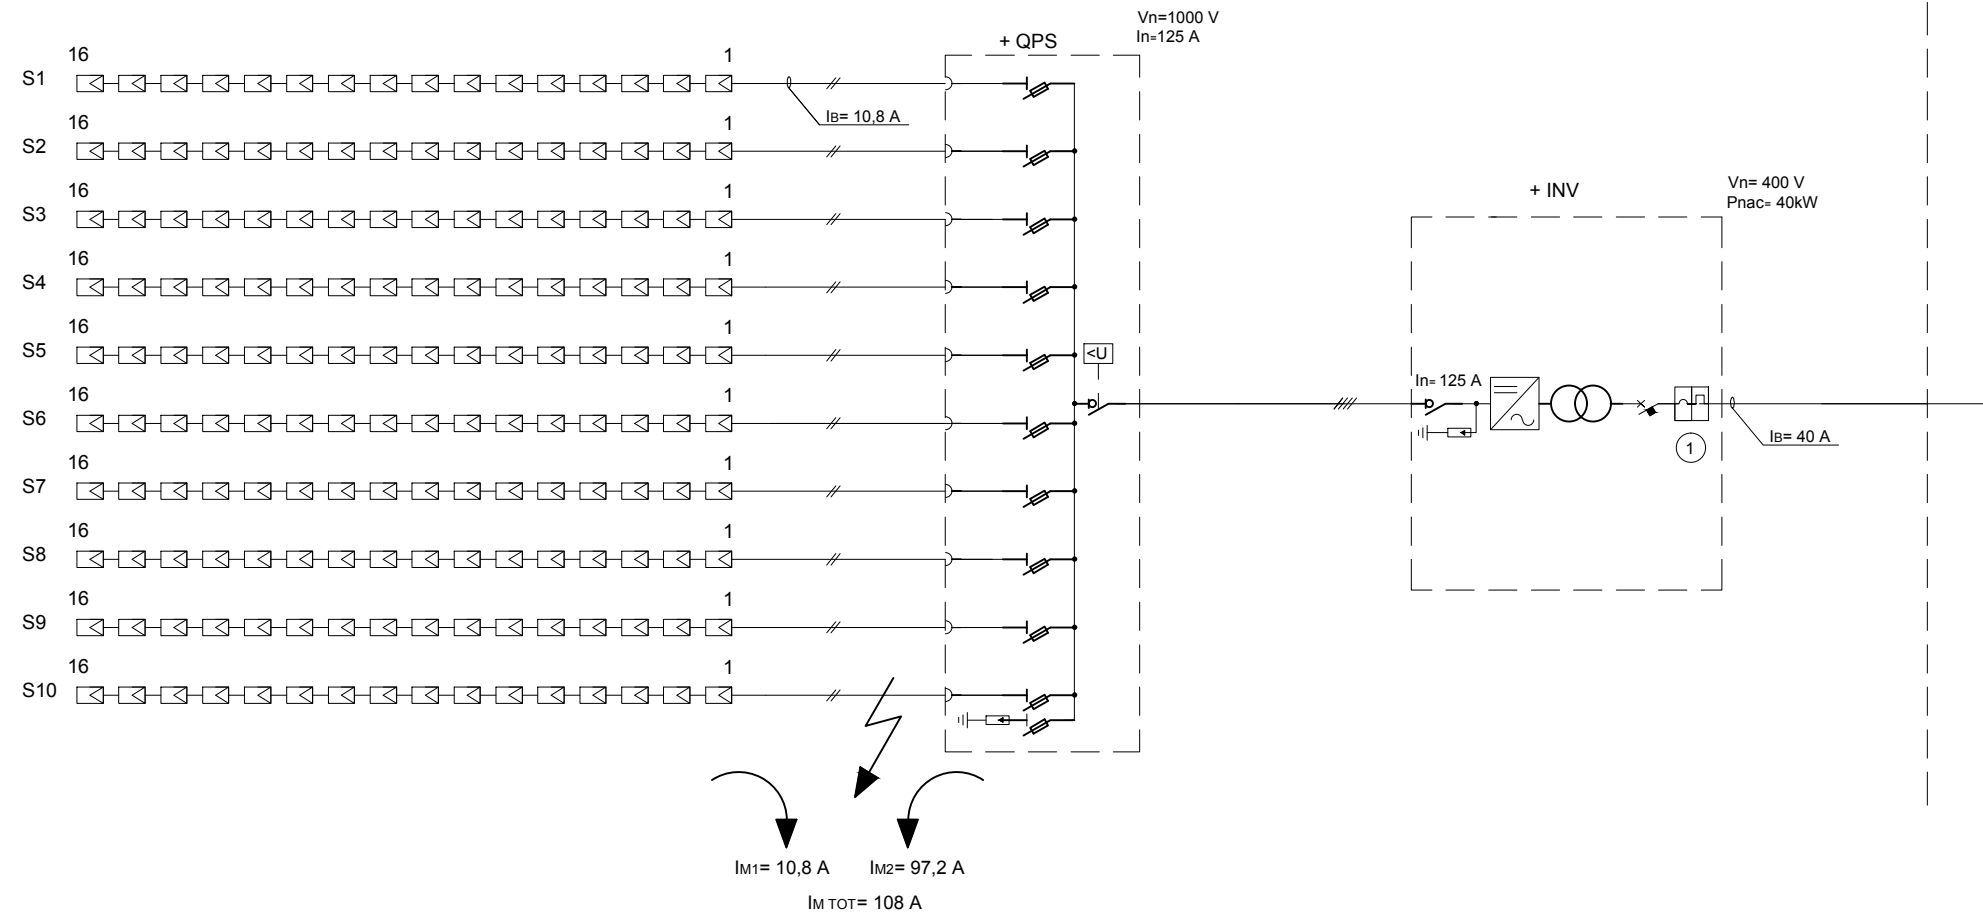 Vn=1000 V
In=125 A
+ QPS
16 1
S1
IB= 10,8 A
16 1
S2
16 1
S3
+ INV
Vn= 400 V
Pnac= 40kW
16 1
S4
16 1
S5
<U
In= 125 A
16 1
S6
IB= 40 A
1
16 1
S7
16 1
S8
16 1
S9
16 1
S10
IM1= 10,8 A IM2= 97,2 A
IM TOT= 108 A